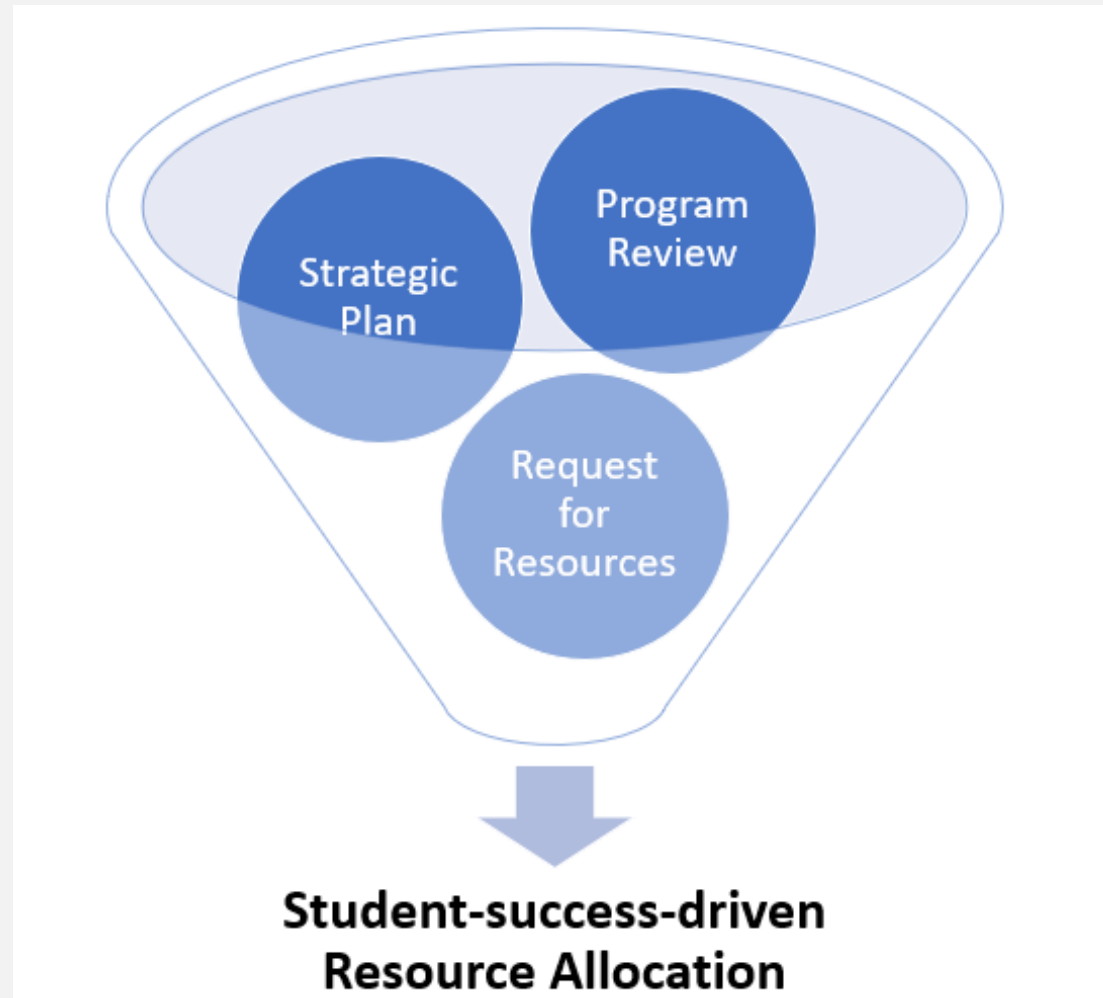 Program
Review
Strategic
Plan
Request
for
Resources
Student-success-driven
Resource Allocation